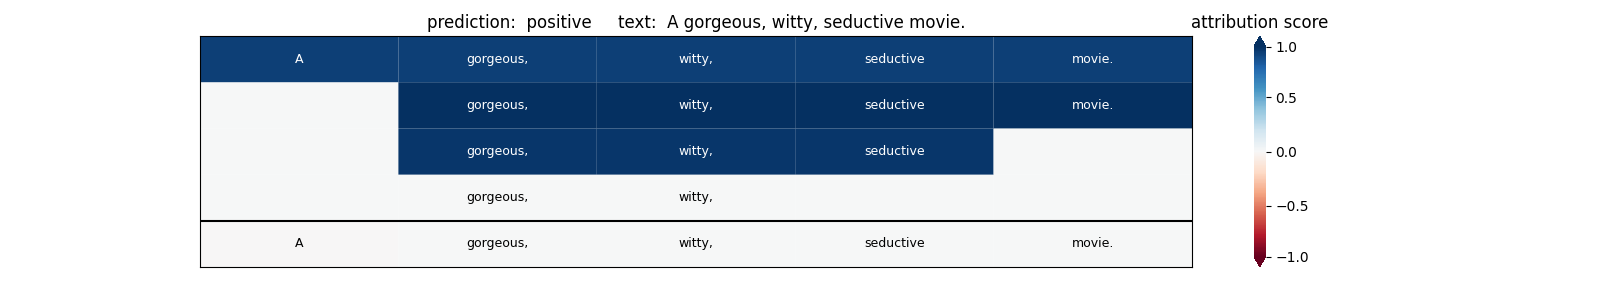 prediction:  positive     text:  A gorgeous, witty, seductive movie.
attribution score
A gorgeous, witty, seductive movie.
gorgeous, witty, seductive movie.
gorgeous, witty, seductive
gorgeous, witty,
A gorgeous, witty, seductive movie.
1.0
0.5
0.0
−0.5
−1.0